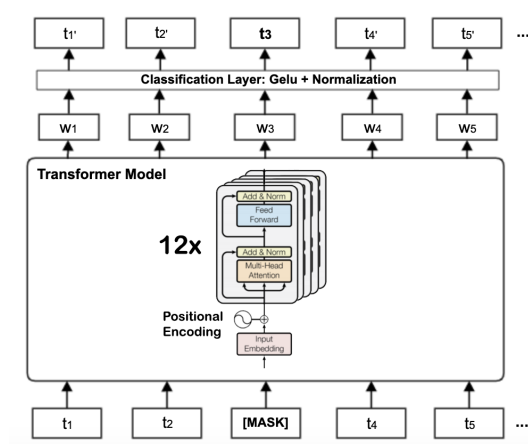 t1' t2' t3 t4' t5' ...
Classification Layer: Gelu + Normalization
W1 W2 W3 W4 W5
Transformer Model
Add & Norm
Feed
Forward
12x
Add & Norm
Multi-Head
Attention
Positional
Encoding
Input
Embedding
t1 t2 [MASK] t4 t5 ...